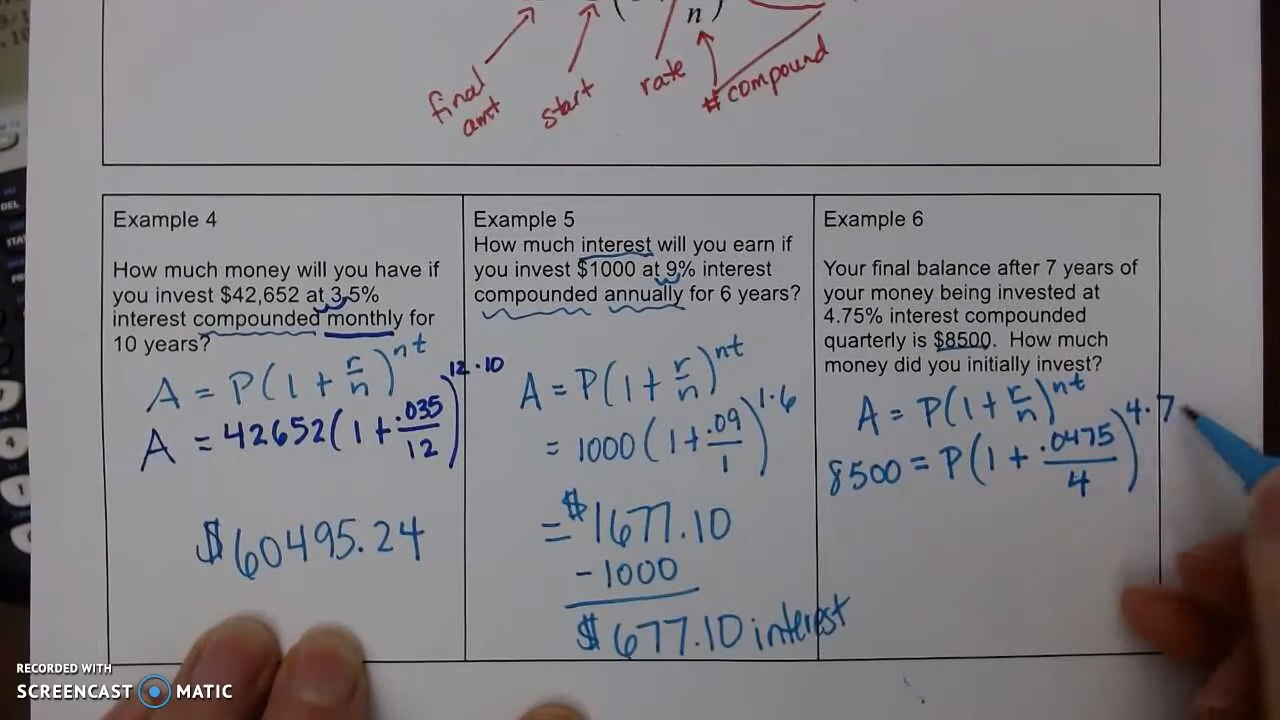 n
final
amt
start
rate
# compound
Example 4
How much money will you have if
you invest $42,652 at 3.5%
interest compounded monthly for
10 years?
A = P(1 + r/n)^nt
A = 42652(1 + .035/12)^12·10
$60495.24
Example 5
How much interest will you earn if
you invest $1000 at 9% interest
compounded annually for 6 years?
A = P(1 + r/n)^nt
= 1000(1 + .09/1)^1·6
= $1677.10
-1000
$677.10 interest
Example 6
Your final balance after 7 years of
your money being invested at
4.75% interest compounded
quarterly is $8500. How much
money did you initially invest?
A = P(1 + r/n)^nt
8500 = P(1 + .0475/4)^4·7
RECORDED WITH
SCREENCAST MATIC
DEL